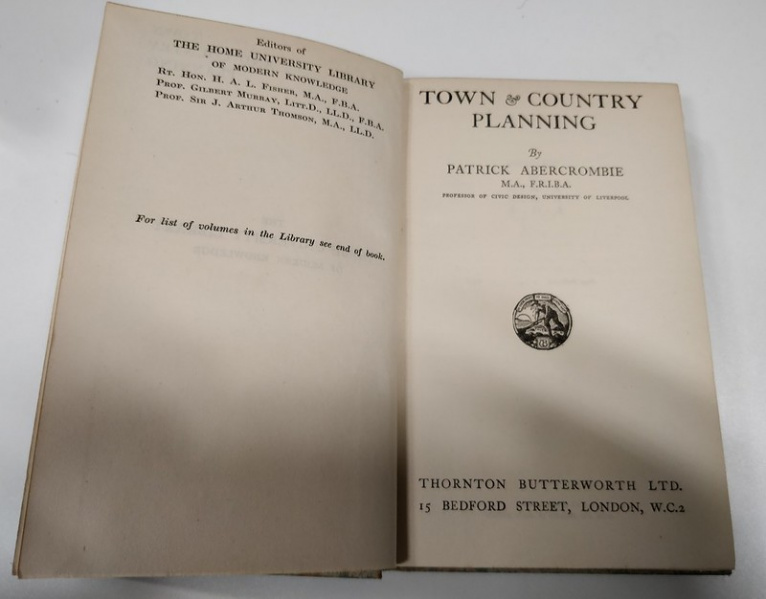 Editors of
THE HOME UNIVERSITY LIBRARY
OF MODERN KNOWLEDGE
RT. HON. H. A. L. FISHER, M.A., F.B.A.
PROF. GILBERT MURRAY, LITT.D., LL.D., F.B.A.
PROF. SIR J. ARTHUR THOMSON, M.A., LL.D.
For list of volumes in the Library see end of book.
TOWN & COUNTRY
PLANNING
By
PATRICK ABERCROMBIE
M.A., F.R.I.B.A.
PROFESSOR OF CIVIC DESIGN, UNIVERSITY OF LIVERPOOL
THORNTON BUTTERWORTH LTD.
15 BEDFORD STREET, LONDON, W.C.2